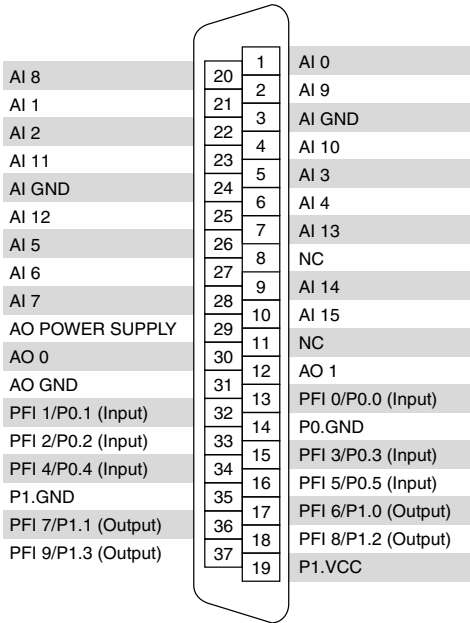 1 AI 0
AI 8 20
2 AI 9
AI 1 21
3 AI GND
AI 2 22
4 AI 10
AI 11 23
5 AI 3
AI GND 24
6 AI 4
AI 12 25
7 AI 13
AI 5 26
8 NC
AI 6 27
9 AI 14
AI 7 28
10 AI 15
AO POWER SUPPLY 29
11 NC
AO 0 30
12 AO 1
AO GND 31
13 PFI 0/P0.0 (Input)
PFI 1/P0.1 (Input) 32
14 P0.GND
PFI 2/P0.2 (Input) 33
15 PFI 3/P0.3 (Input)
PFI 4/P0.4 (Input) 34
16 PFI 5/P0.5 (Input)
P1.GND 35
17 PFI 6/P1.0 (Output)
PFI 7/P1.1 (Output) 36
18 PFI 8/P1.2 (Output)
PFI 9/P1.3 (Output) 37
19 P1.VCC